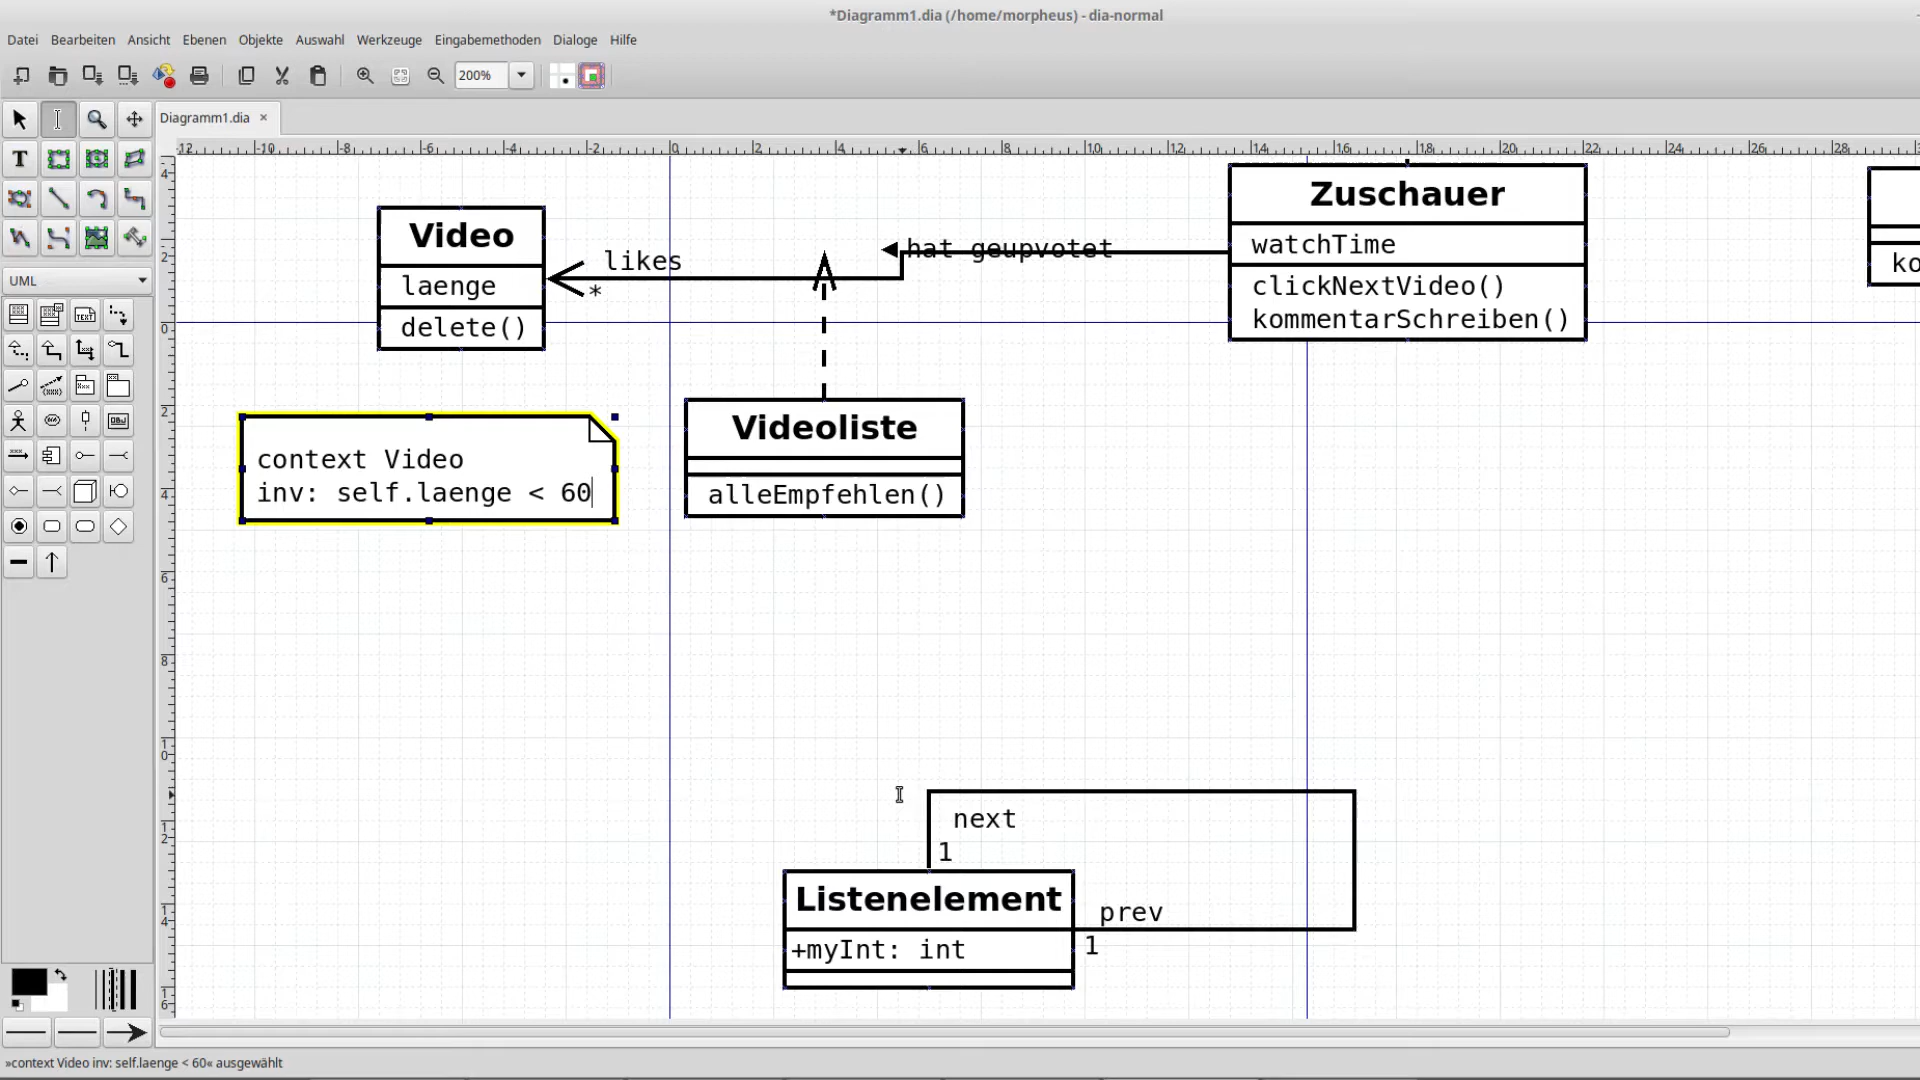 *Diagramm1.dia (/home/morpheus) - dia-normal
Datei Bearbeiten Ansicht Ebenen Objekte Auswahl Werkzeuge Eingabemethoden Dialoge Hilfe
200%
Diagramm1.dia
UML
Video
laenge
delete()
likes
*
hat geupvotet
Zuschauer
watchTime
clickNextVideo()
kommentarSchreiben()
ko
context Video
inv: self.laenge < 60
Videoliste
alleEmpfehlen()
next
1
Listenelement
+myInt: int
prev
1
»context Video inv: self.laenge < 60« ausgewählt